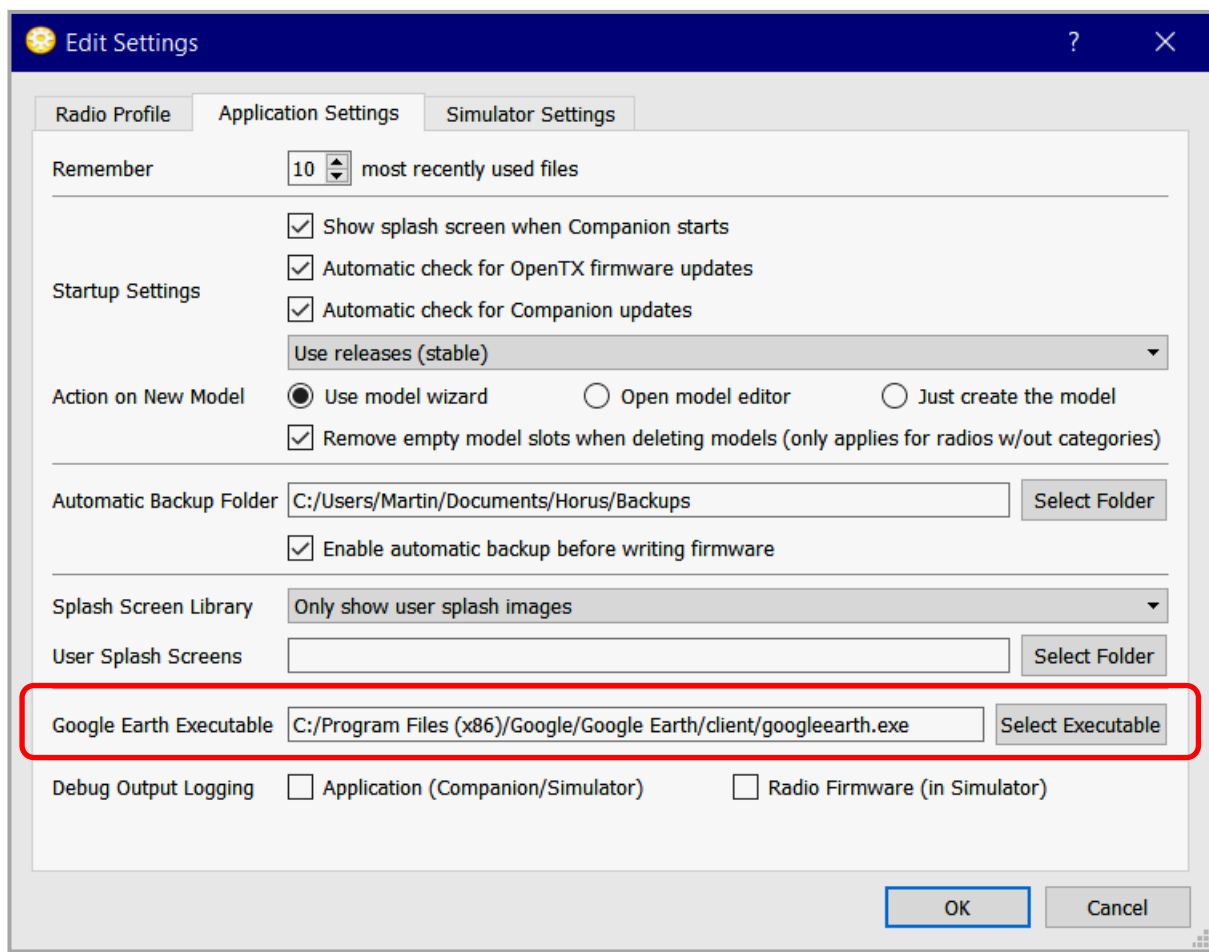 Edit Settings ?
Radio Profile Application Settings Simulator Settings
Remember 10 most recently used files
Show splash screen when Companion starts
Automatic check for OpenTX firmware updates
Startup Settings
Automatic check for Companion updates
Use releases (stable)
Action on New Model Use model wizard Open model editor Just create the model
Remove empty model slots when deleting models (only applies for radios w/out categories)
Automatic Backup Folder C:/Users/Martin/Documents/Horus/Backups Select Folder
Enable automatic backup before writing firmware
Splash Screen Library Only show user splash images
User Splash Screens Select Folder
Google Earth Executable C:/Program Files (x86)/Google/Google Earth/client/googleearth.exe Select Executable
Debug Output Logging Application (Companion/Simulator) Radio Firmware (in Simulator)
OK Cancel